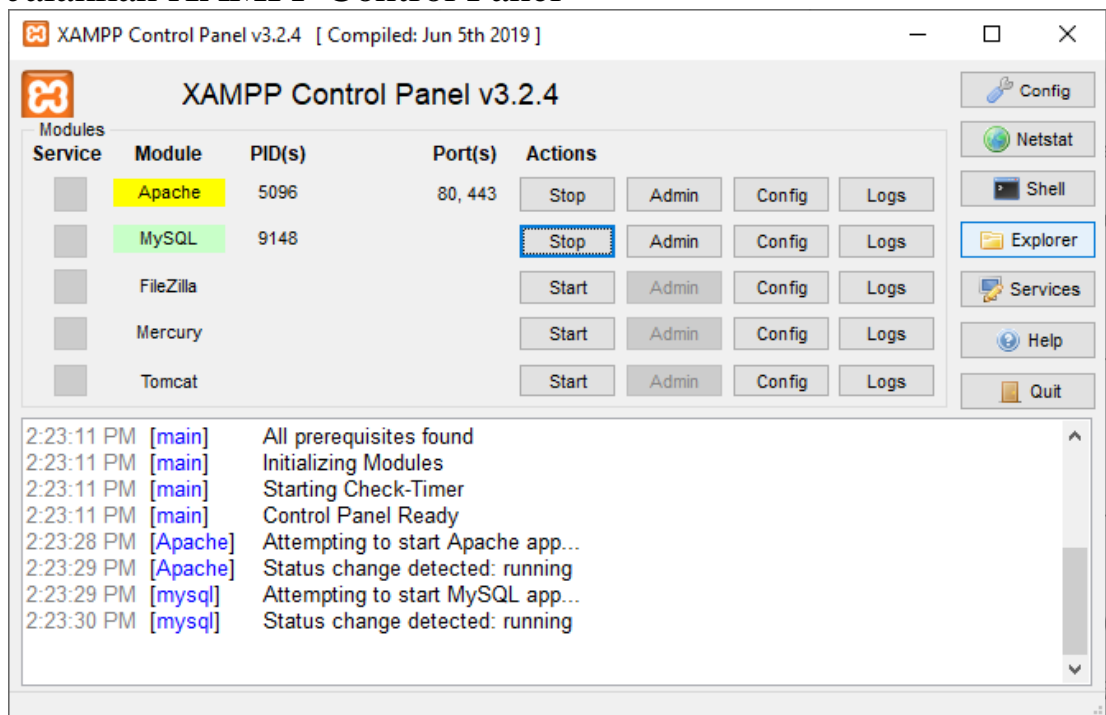 XAMPP Control Panel v3.2.4 [ Compiled: Jun 5th 2019 ]
XAMPP Control Panel v3.2.4
Config
Netstat
Shell
Explorer
Services
Help
Quit
Modules
Service Module PID(s) Port(s) Actions
Apache 5096 80, 443 Stop Admin Config Logs
MySQL 9148 Stop Admin Config Logs
FileZilla Start Admin Config Logs
Mercury Start Admin Config Logs
Tomcat Start Admin Config Logs
2:23:11 PM [main] All prerequisites found
2:23:11 PM [main] Initializing Modules
2:23:11 PM [main] Starting Check-Timer
2:23:11 PM [main] Control Panel Ready
2:23:28 PM [Apache] Attempting to start Apache app...
2:23:29 PM [Apache] Status change detected: running
2:23:29 PM [mysql] Attempting to start MySQL app...
2:23:30 PM [mysql] Status change detected: running